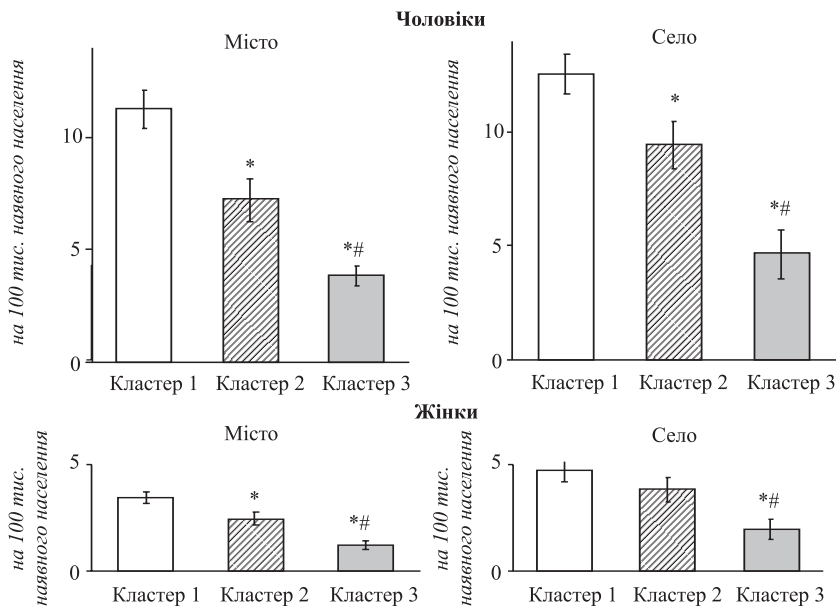 Чоловіки
Місто
на 100 тис. наявного населення
10
5
0
*
*#
Кластер 1 Кластер 2 Кластер 3
Село
на 100 тис. наявного населення
10
5
0
*
*#
Кластер 1 Кластер 2 Кластер 3
Жінки
Місто
на 100 тис.
наявного населення
5
0
*
*#
Кластер 1 Кластер 2 Кластер 3
Село
на 100 тис.
наявного населення
5
0
*#
Кластер 1 Кластер 2 Кластер 3